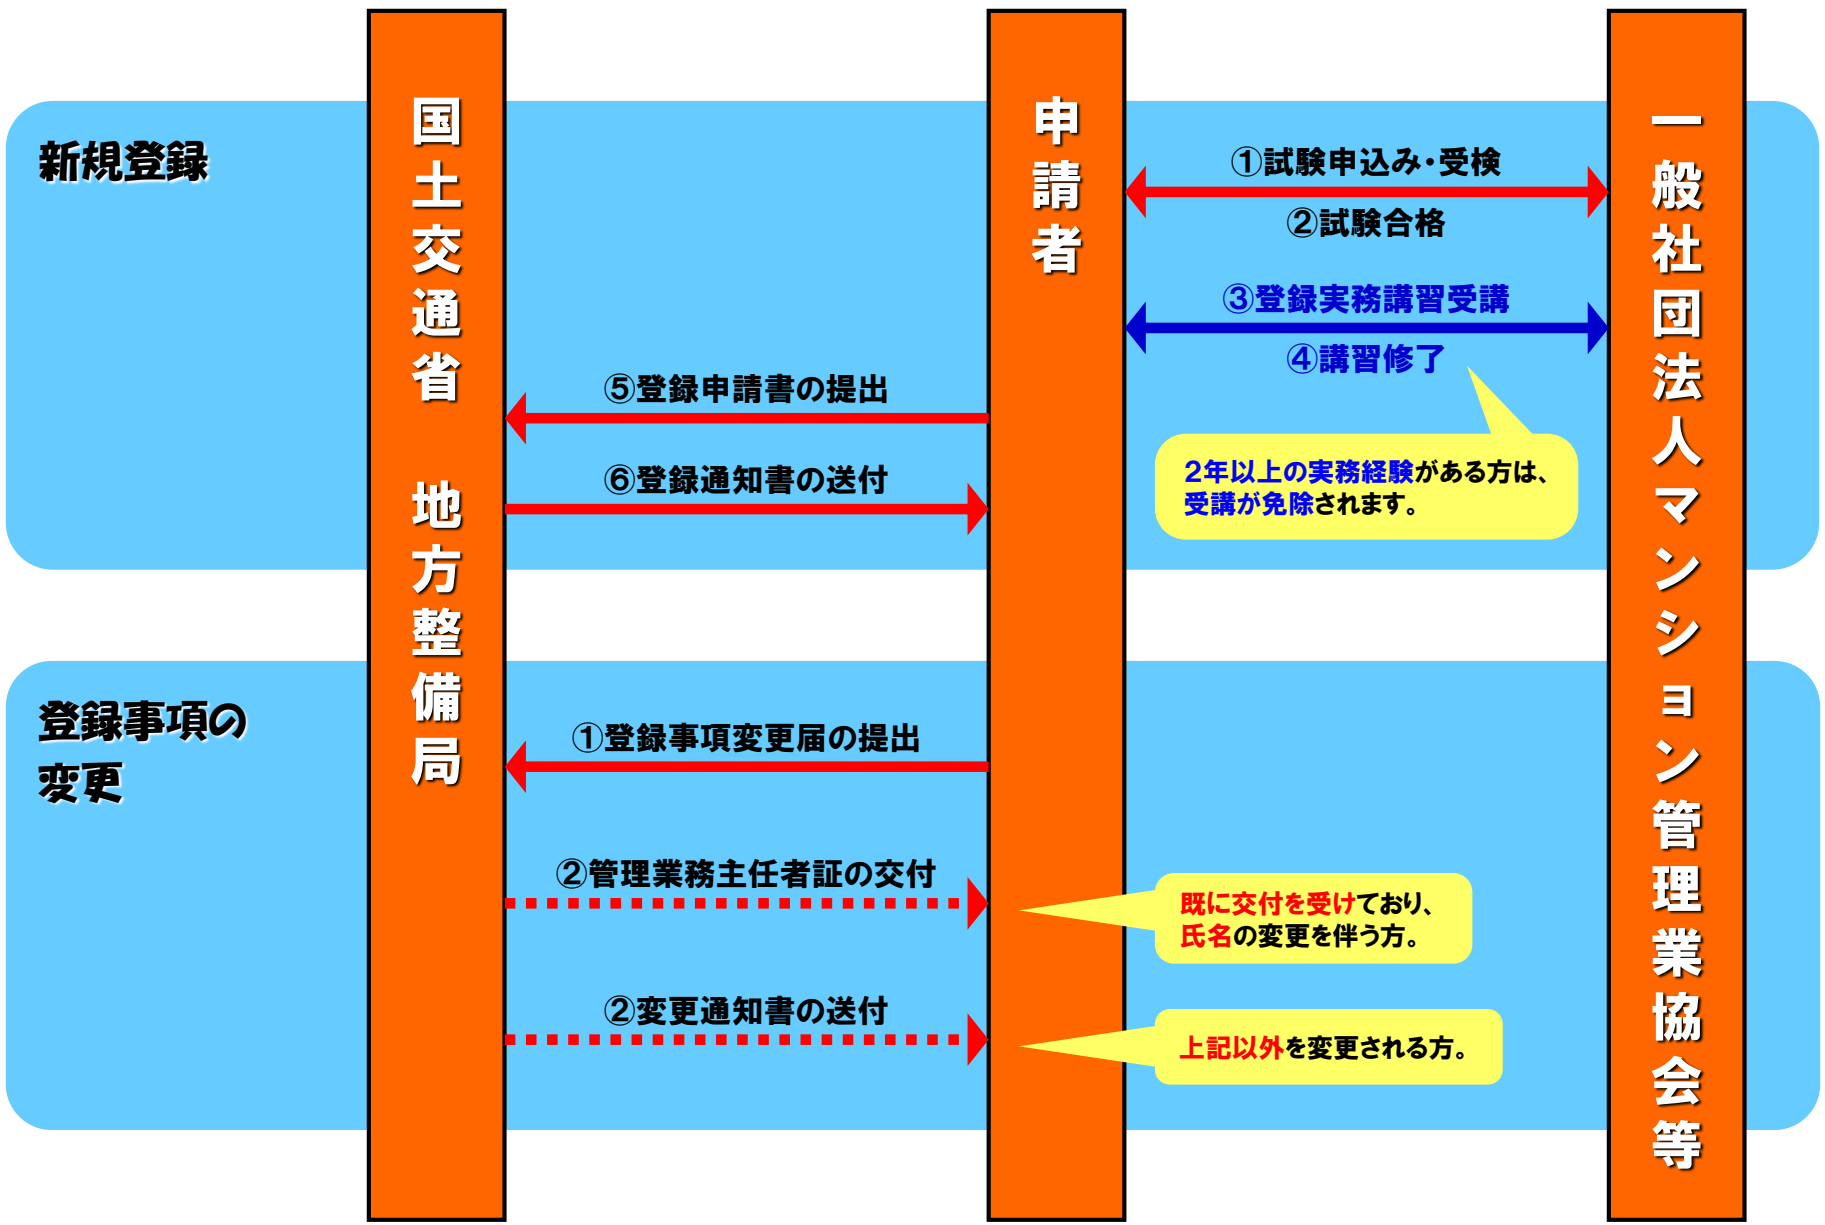 国土交通省　地方整備局
申請者
一般社団法人マンション管理業協会等
新規登録
①試験申込み・受検
②試験合格
③登録実務講習受講
④講習修了
⑤登録申請書の提出
⑥登録通知書の送付
2年以上の実務経験がある方は、
受講が免除されます。
登録事項の
変更
①登録事項変更届の提出
②管理業務主任者証の交付
既に交付を受けており、
氏名の変更を伴う方。
②変更通知書の送付
上記以外を変更される方。